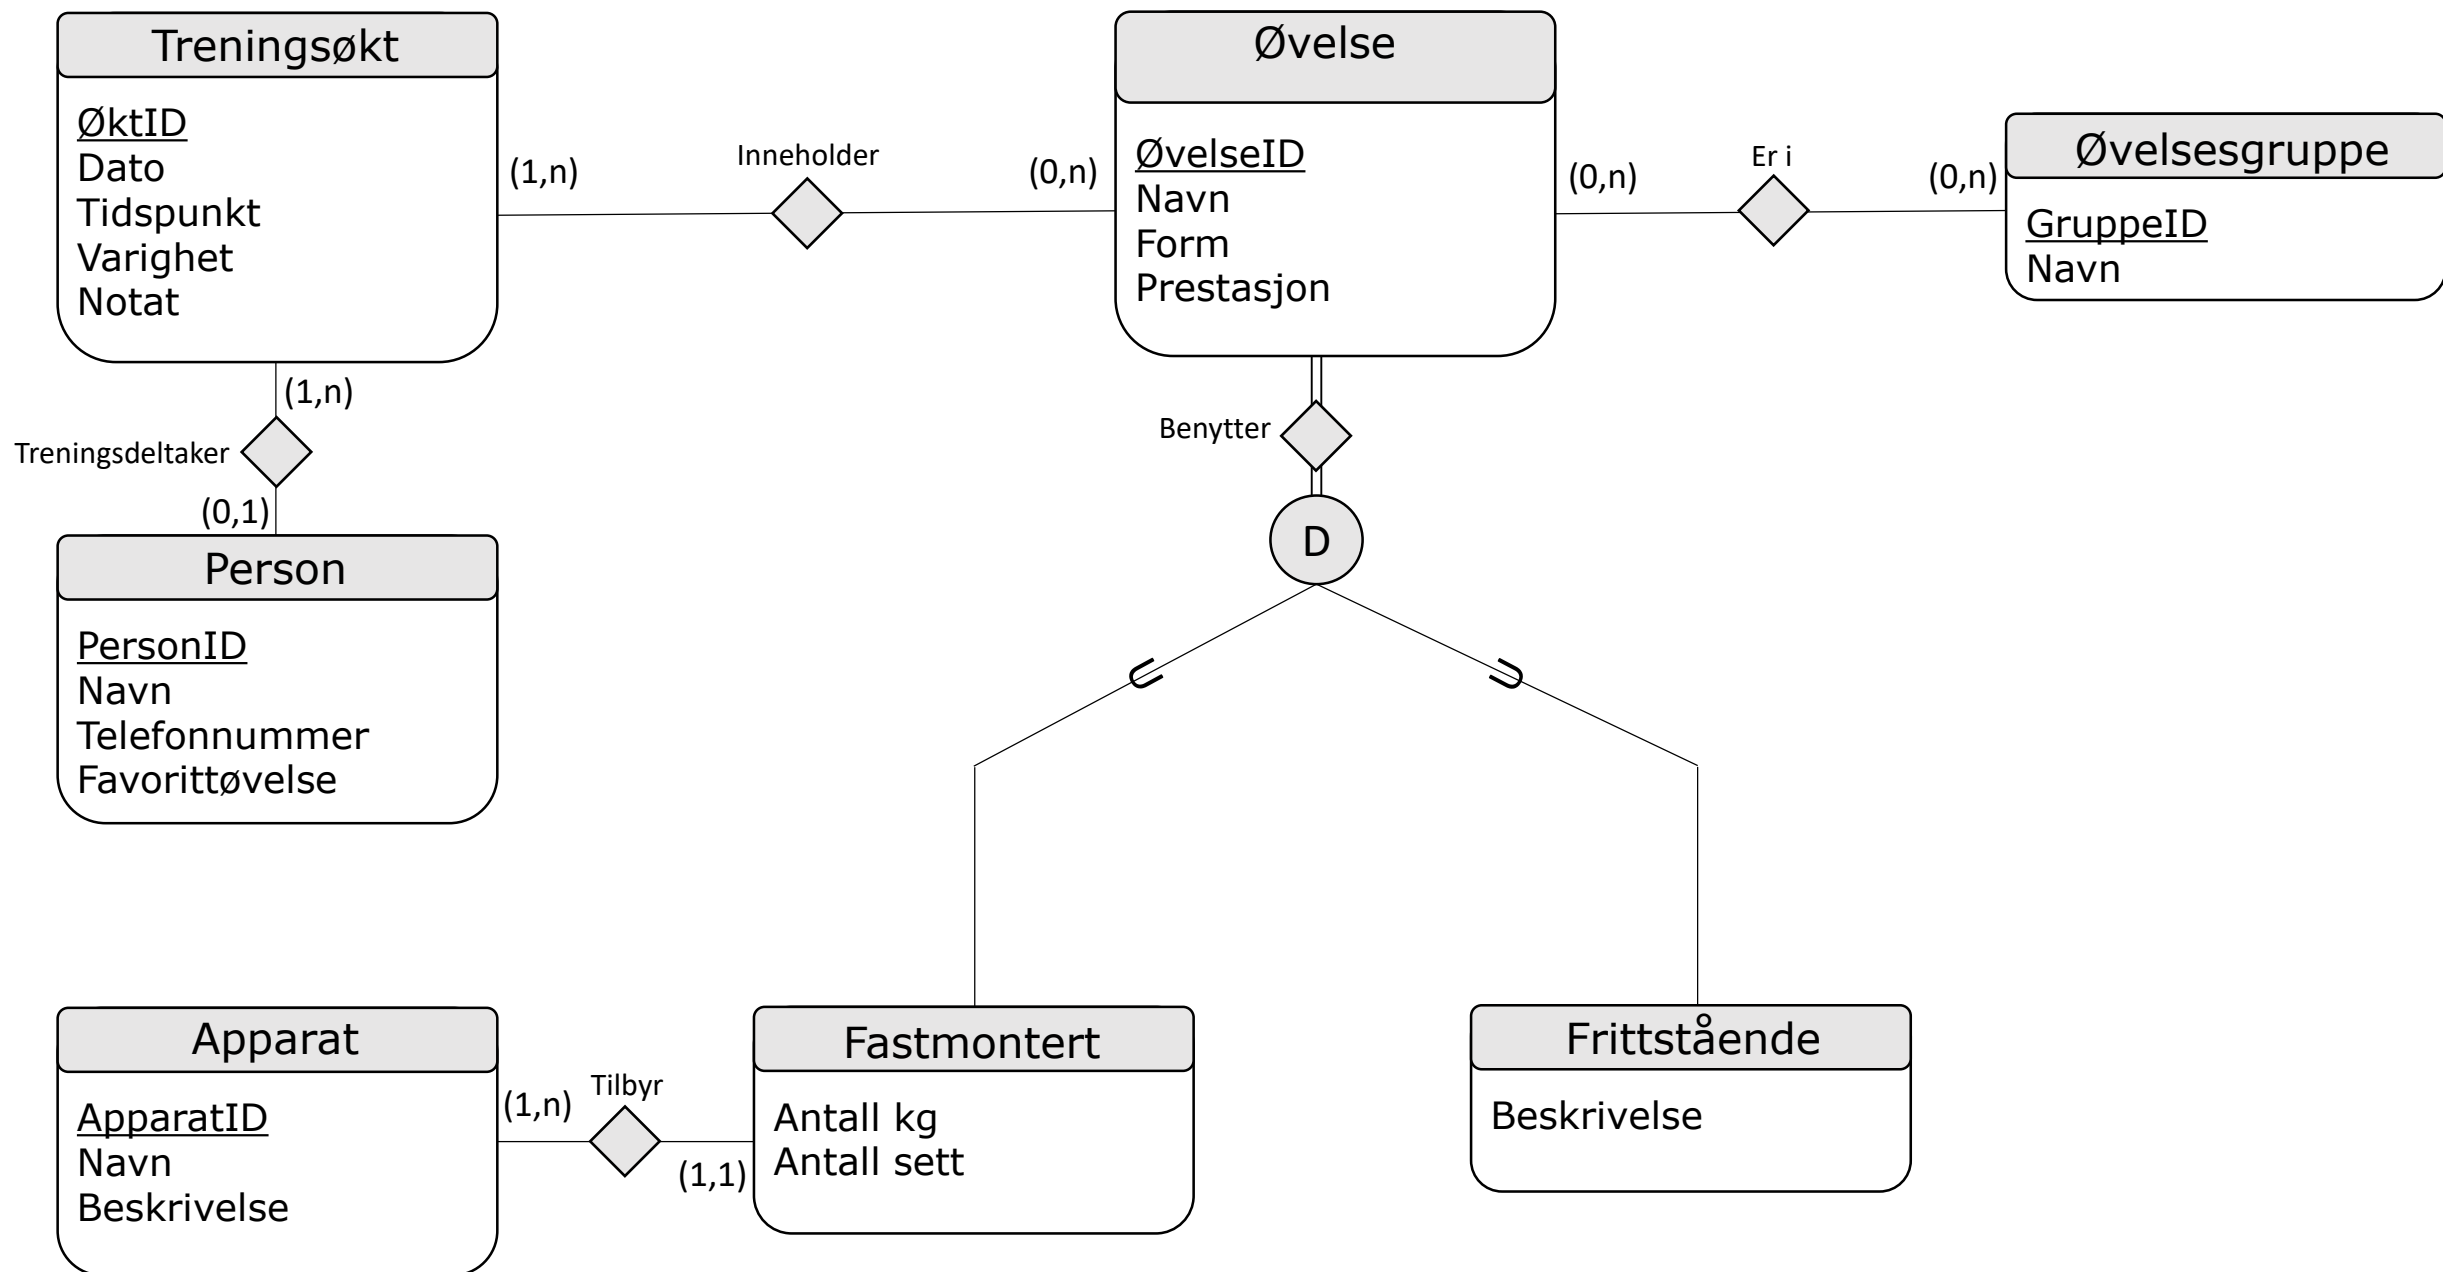 Treningsøkt
ØktID
Dato
Tidspunkt
Varighet
Notat
(1,n)
Inneholder
(0,n)
Øvelse
ØvelseID
Navn
Form
Prestasjon
(0,n)
Er i
(0,n)
Øvelsesgruppe
GruppeID
Navn
(1,n)
Treningsdeltaker
(0,1)
Person
PersonID
Navn
Telefonnummer
Favorittøvelse
Benytter
D
Apparat
ApparatID
Navn
Beskrivelse
(1,n)
Tilbyr
(1,1)
Fastmontert
Antall kg
Antall sett
Frittstående
Beskrivelse